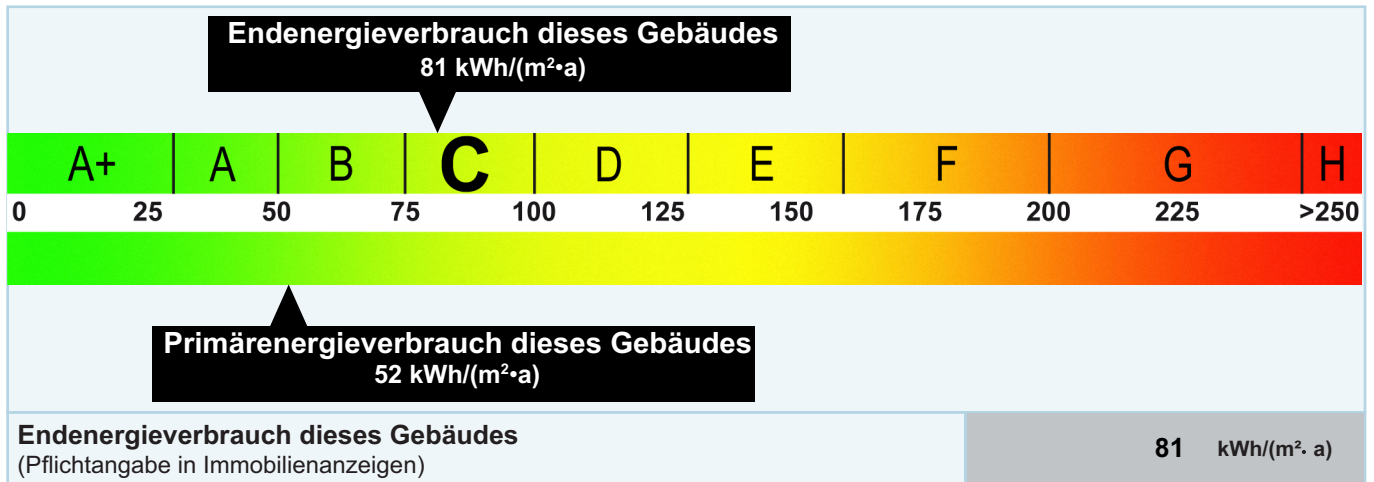 Endenergieverbrauch dieses Gebäudes
81 kWh/(m²•a)
A+ A B C D E F G H
0 25 50 75 100 125 150 175 200 225 >250
Primärenergieverbrauch dieses Gebäudes
52 kWh/(m²•a)
Endenergieverbrauch dieses Gebäudes 81 kWh/(m²· a)
(Pflichtangabe in Immobilienanzeigen)